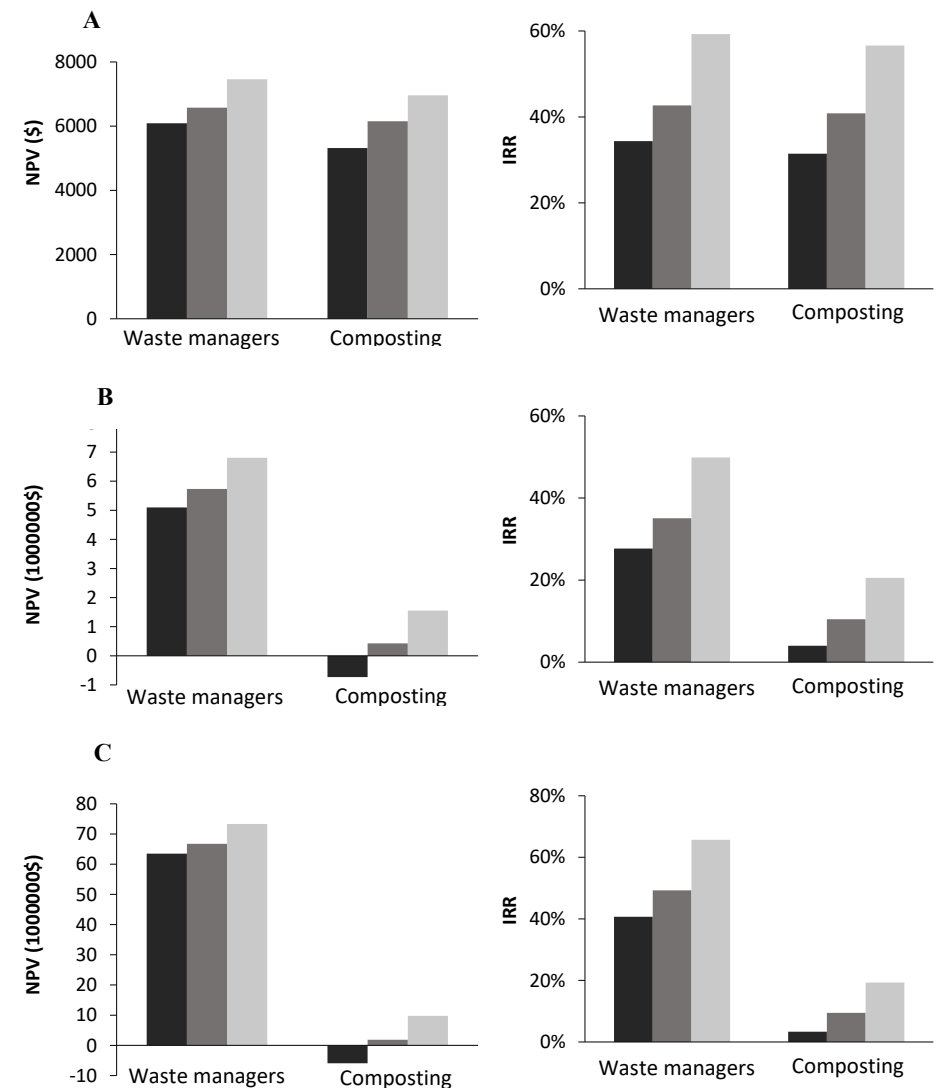 A
NPV ($)
8000
6000
4000
2000
0
Waste managers
Composting
IRR
60%
40%
20%
0%
Waste managers
Composting
B
NPV (1000000$)
7
6
5
4
3
2
1
0
-1
Waste managers
Composting
IRR
60%
40%
20%
0%
Waste managers
Composting
C
NPV (1000000$)
80
70
60
50
40
30
20
10
0
-10
Waste managers
Composting
IRR
80%
60%
40%
20%
0%
Waste managers
Composting